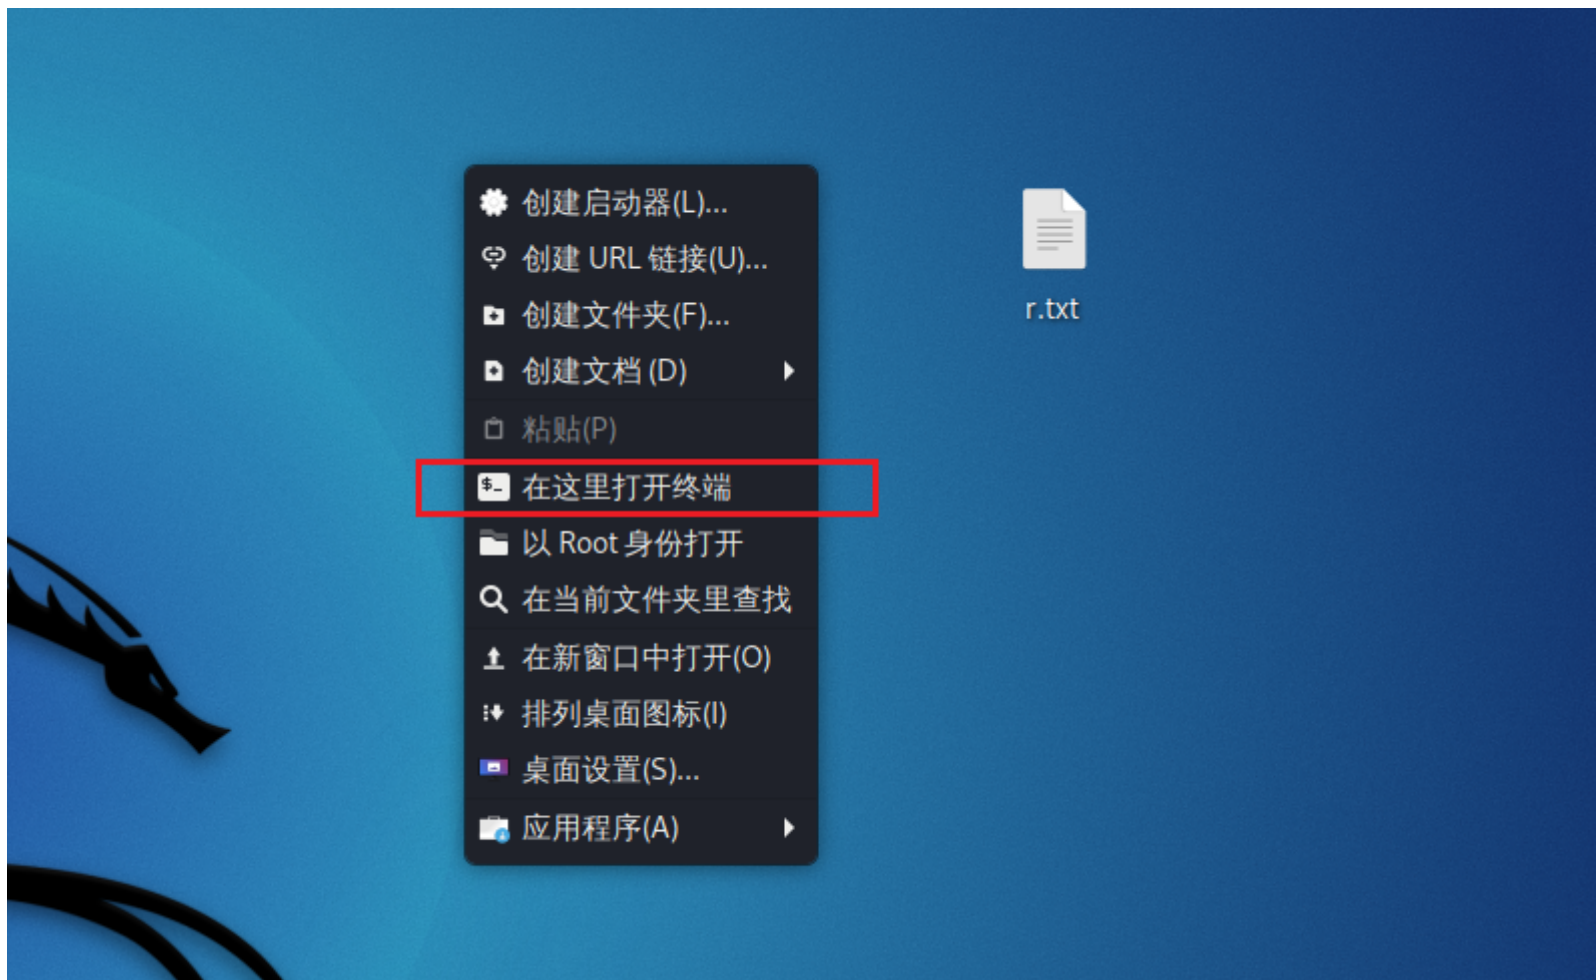 创建启动器(L)...
创建 URL 链接(U)...
创建文件夹(F)...
创建文档 (D)
粘贴(P)
$_ 在这里打开终端
以 Root 身份打开
在当前文件夹里查找
在新窗口中打开(O)
排列桌面图标(I)
桌面设置(S)...
应用程序(A)
r.txt